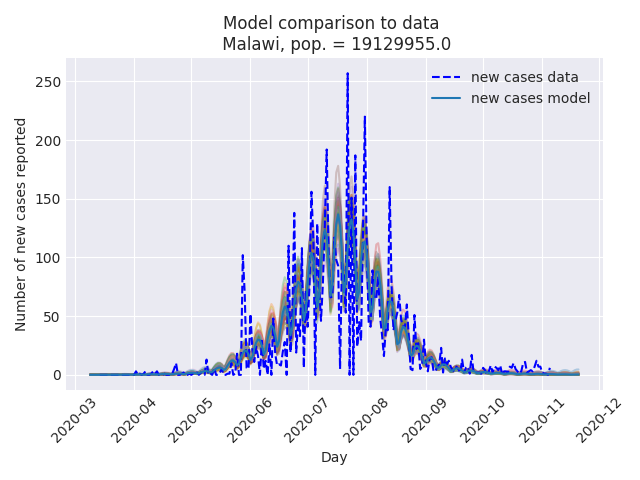 Model comparison to data
Malawi, pop. = 19129955.0
new cases data
new cases model
Number of new cases reported
250
200
150
100
50
0
2020-03
2020-04
2020-05
2020-06
2020-07
2020-08
2020-09
2020-10
2020-11
2020-12
Day